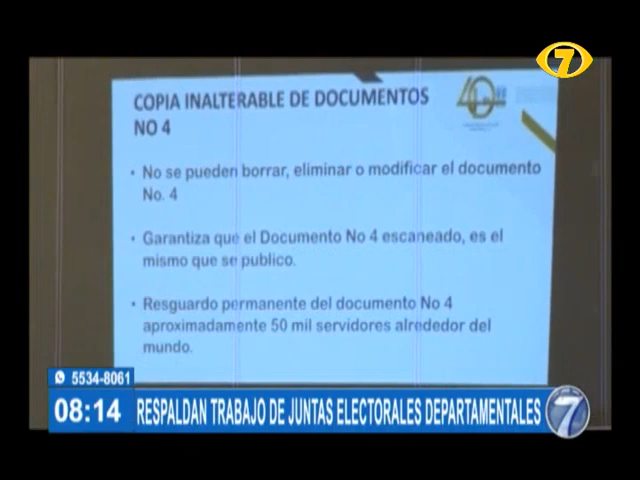 7
COPIA INALTERABLE DE DOCUMENTOS
NO 4
• No se pueden borrar, eliminar o modificar el documento
No. 4
• Garantiza que el Documento No 4 escaneado, es el
mismo que se publico.
• Resguardo permanente del documento No 4
aproximadamente 50 mil servidores alrededor del
mundo.
5534-8061
08:14
RESPALDAN TRABAJO DE JUNTAS ELECTORALES DEPARTAMENTALES
7